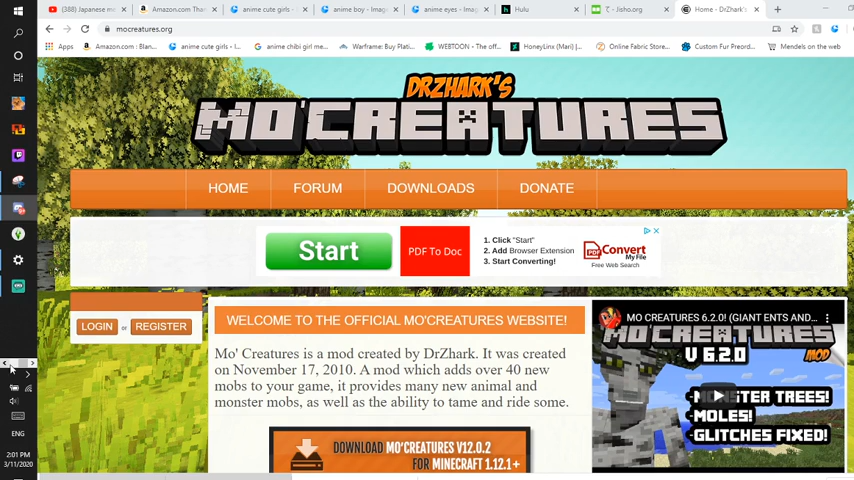 (388) Japanese m
Amazon.com Than
anime cute girls -
anime boy - Imag
anime eyes - Imag
Hulu
て - Jisho.org
Home - DrZhark's
mocreatures.org
Amazon.com : Blan...
anime cute girls - I...
anime chibi girl me...
Warframe: Buy Plati...
WEBTOON - The off...
HoneyLinx (Mari) |...
Online Fabric Store...
Custom Fur Preord...
Mendels on the web
DRZHARK'S
MO'CREATURES
HOME
FORUM
DOWNLOADS
DONATE
Start
PDF To Doc
1. Click "Start"
2. Add Browser Extension
3. Start Converting!
PDF Convert
My File
Free Web Search
LOGIN or REGISTER
WELCOME TO THE OFFICIAL MO'CREATURES WEBSITE!
Mo' Creatures is a mod created by DrZhark. It was created
on November 17, 2010. A mod which adds over 40 new
mobs to your game, it provides many new animal and
monster mobs, as well as the ability to tame and ride some.
DOWNLOAD MO'CREATURES V12.0.2
FOR MINECRAFT 1.12.1+
MO CREATURES 6.2.0! (GIANT ENTS AND...
MO'CREATURES
V 6.2.0 MOD
-MONSTER TREES!
-MOLES!
-GLITCHES FIXED!
ENG
2:01 PM
3/11/2020